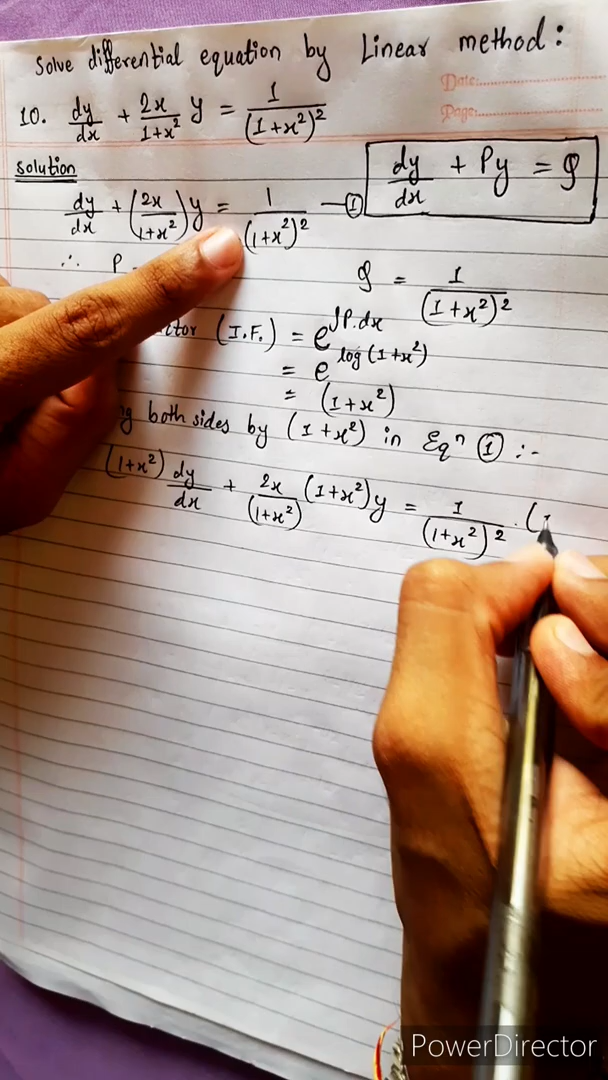 Solve differential equation by Linear method:
Date:
Page:
10. dy/dx + 2x/1+x² y = 1/(1+x²)²
Solution
dy/dx + Py = Q
dy/dx + (2x/1+x²)y = 1/(1+x²)² —①
∴ P
Q = 1/(1+x²)²
(I.F.) = e^∫P.dx
= e^log(1+x²)
= (1+x²)
both sides by (1+x²) in Eqⁿ ① :-
(1+x²) dy/dx + 2x/(1+x²) (1+x²)y = 1/(1+x²)² . (1
PowerDirector